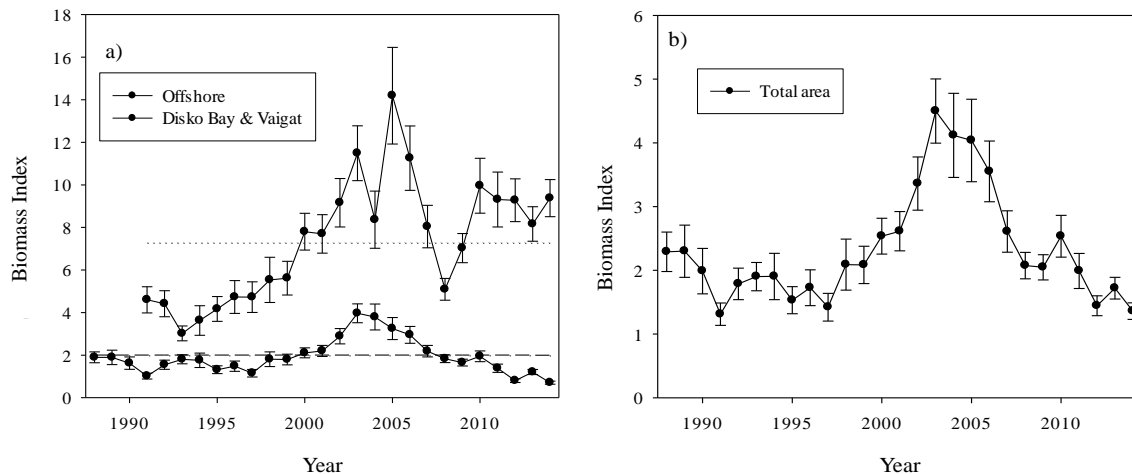 a)
Offshore
Disko Bay & Vaigat
Biomass Index
18
16
14
12
10
8
6
4
2
0
1990 1995 2000 2005 2010
Year
b)
Total area
Biomass Index
6
5
4
3
2
1
0
1990 1995 2000 2005 2010
Year